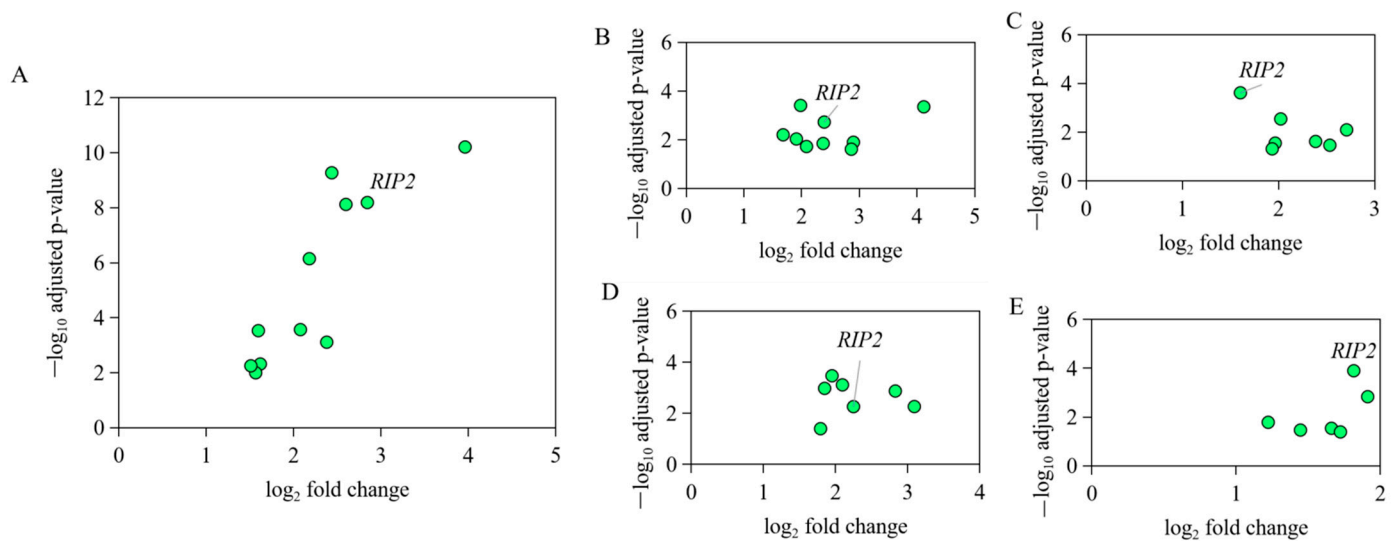 A
12
10
8
6
4
2
0
—log10 adjusted p-value
RIP2
0 1 2 3 4 5
log2 fold change
B
6
4
2
0
—log10 adjusted p-value
RIP2
0 1 2 3 4 5
log2 fold change
C
6
4
2
0
—log10 adjusted p-value
RIP2
0 1 2 3
log2 fold change
D
6
4
2
0
—log10 adjusted p-value
RIP2
0 1 2 3 4
log2 fold change
E
6
4
2
0
—log10 adjusted p-value
RIP2
0 1 2
log2 fold change